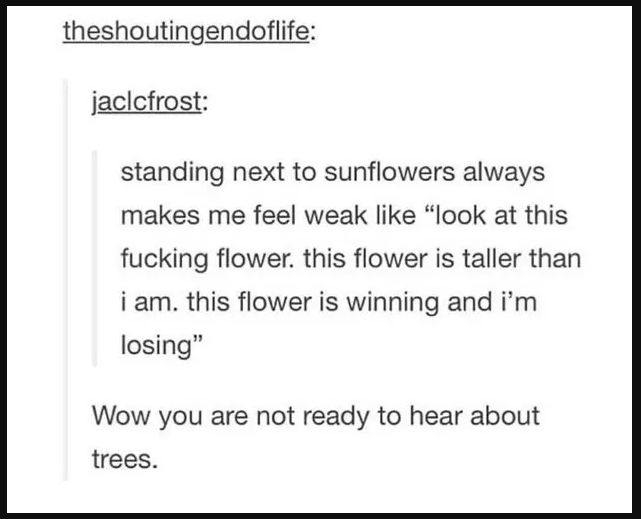 theshoutingendoflife:
jaclcfrost:
standing next to sunflowers always
makes me feel weak like “look at this
fucking flower. this flower is taller than
i am. this flower is winning and i’m
losing”
Wow you are not ready to hear about
trees.